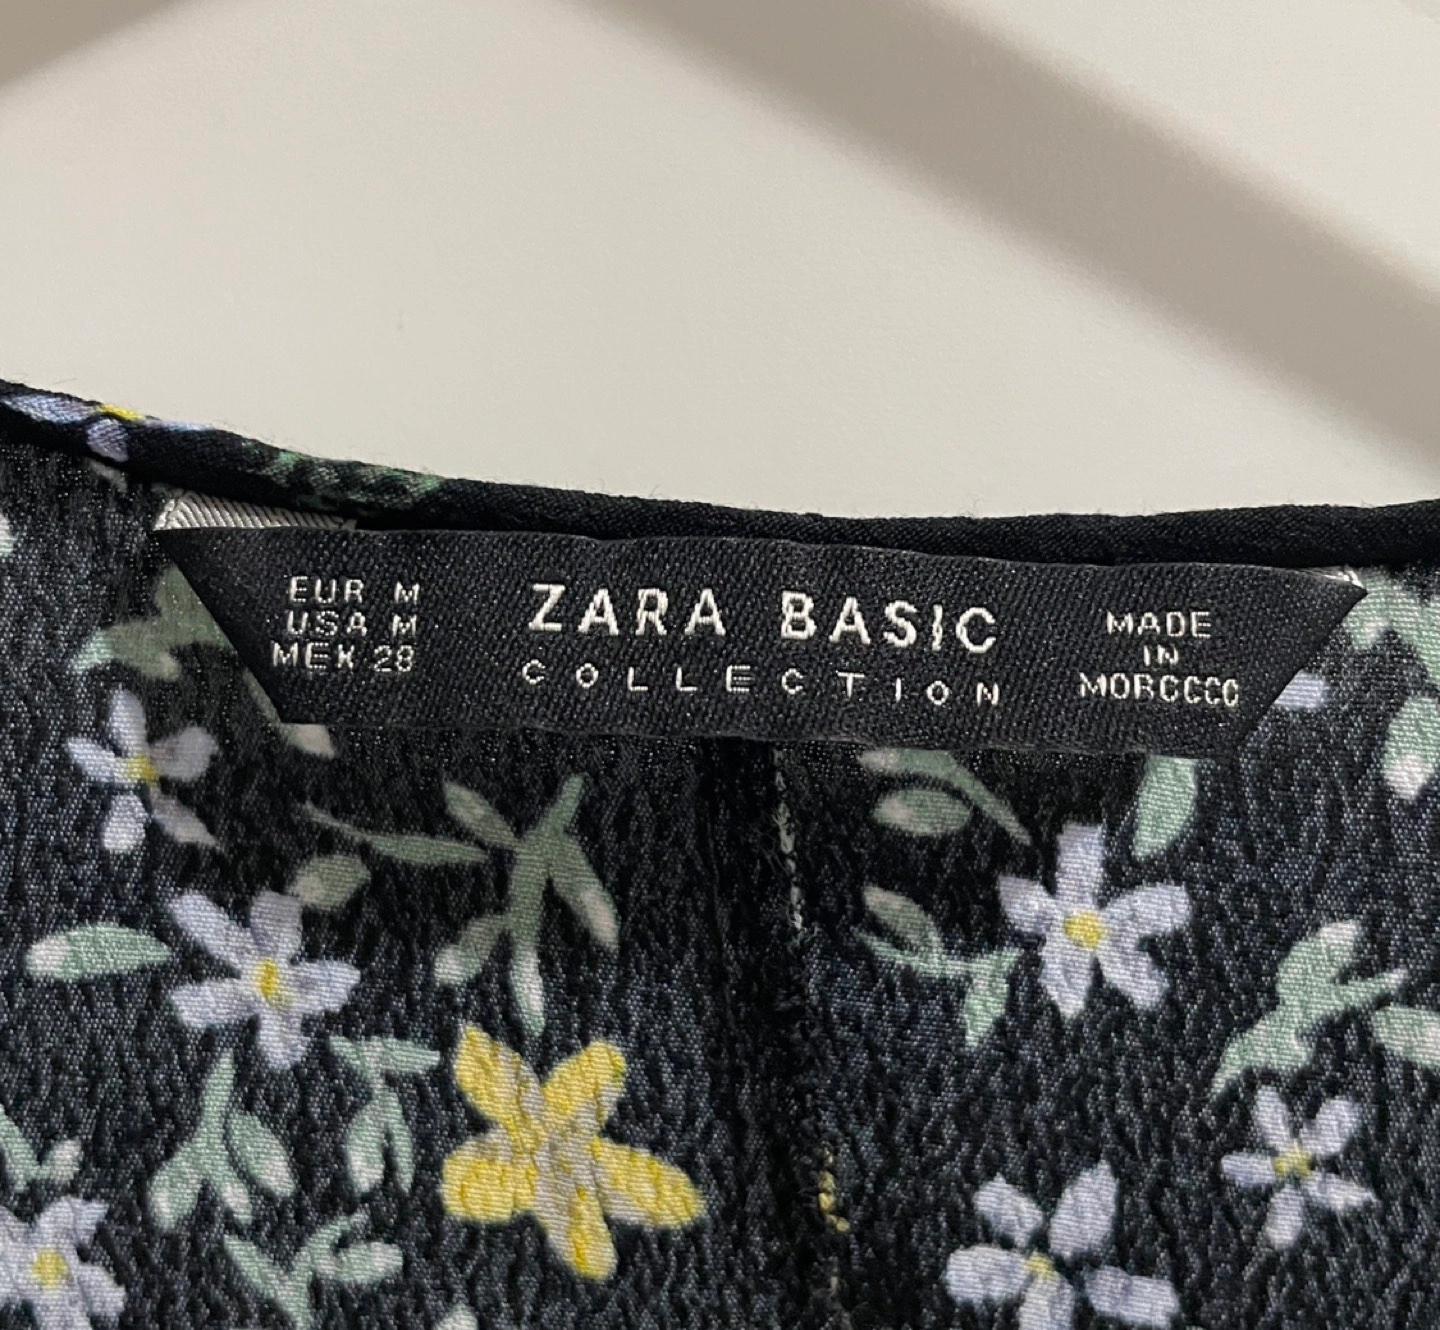 EUR M
USA M
MEX 28
ZARA BASIC
COLLECTION
MADE
IN
MOROCCO